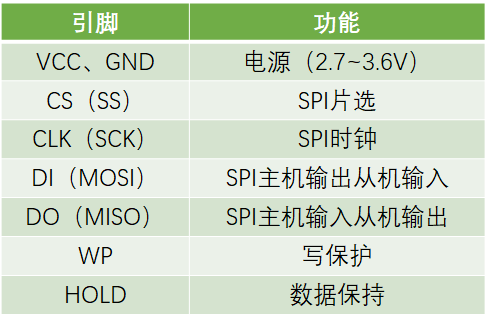 引脚 功能
VCC、GND 电源（2.7~3.6V）
CS（SS） SPI片选
CLK（SCK） SPI时钟
DI（MOSI） SPI主机输出从机输入
DO（MISO） SPI主机输入从机输出
WP 写保护
HOLD 数据保持